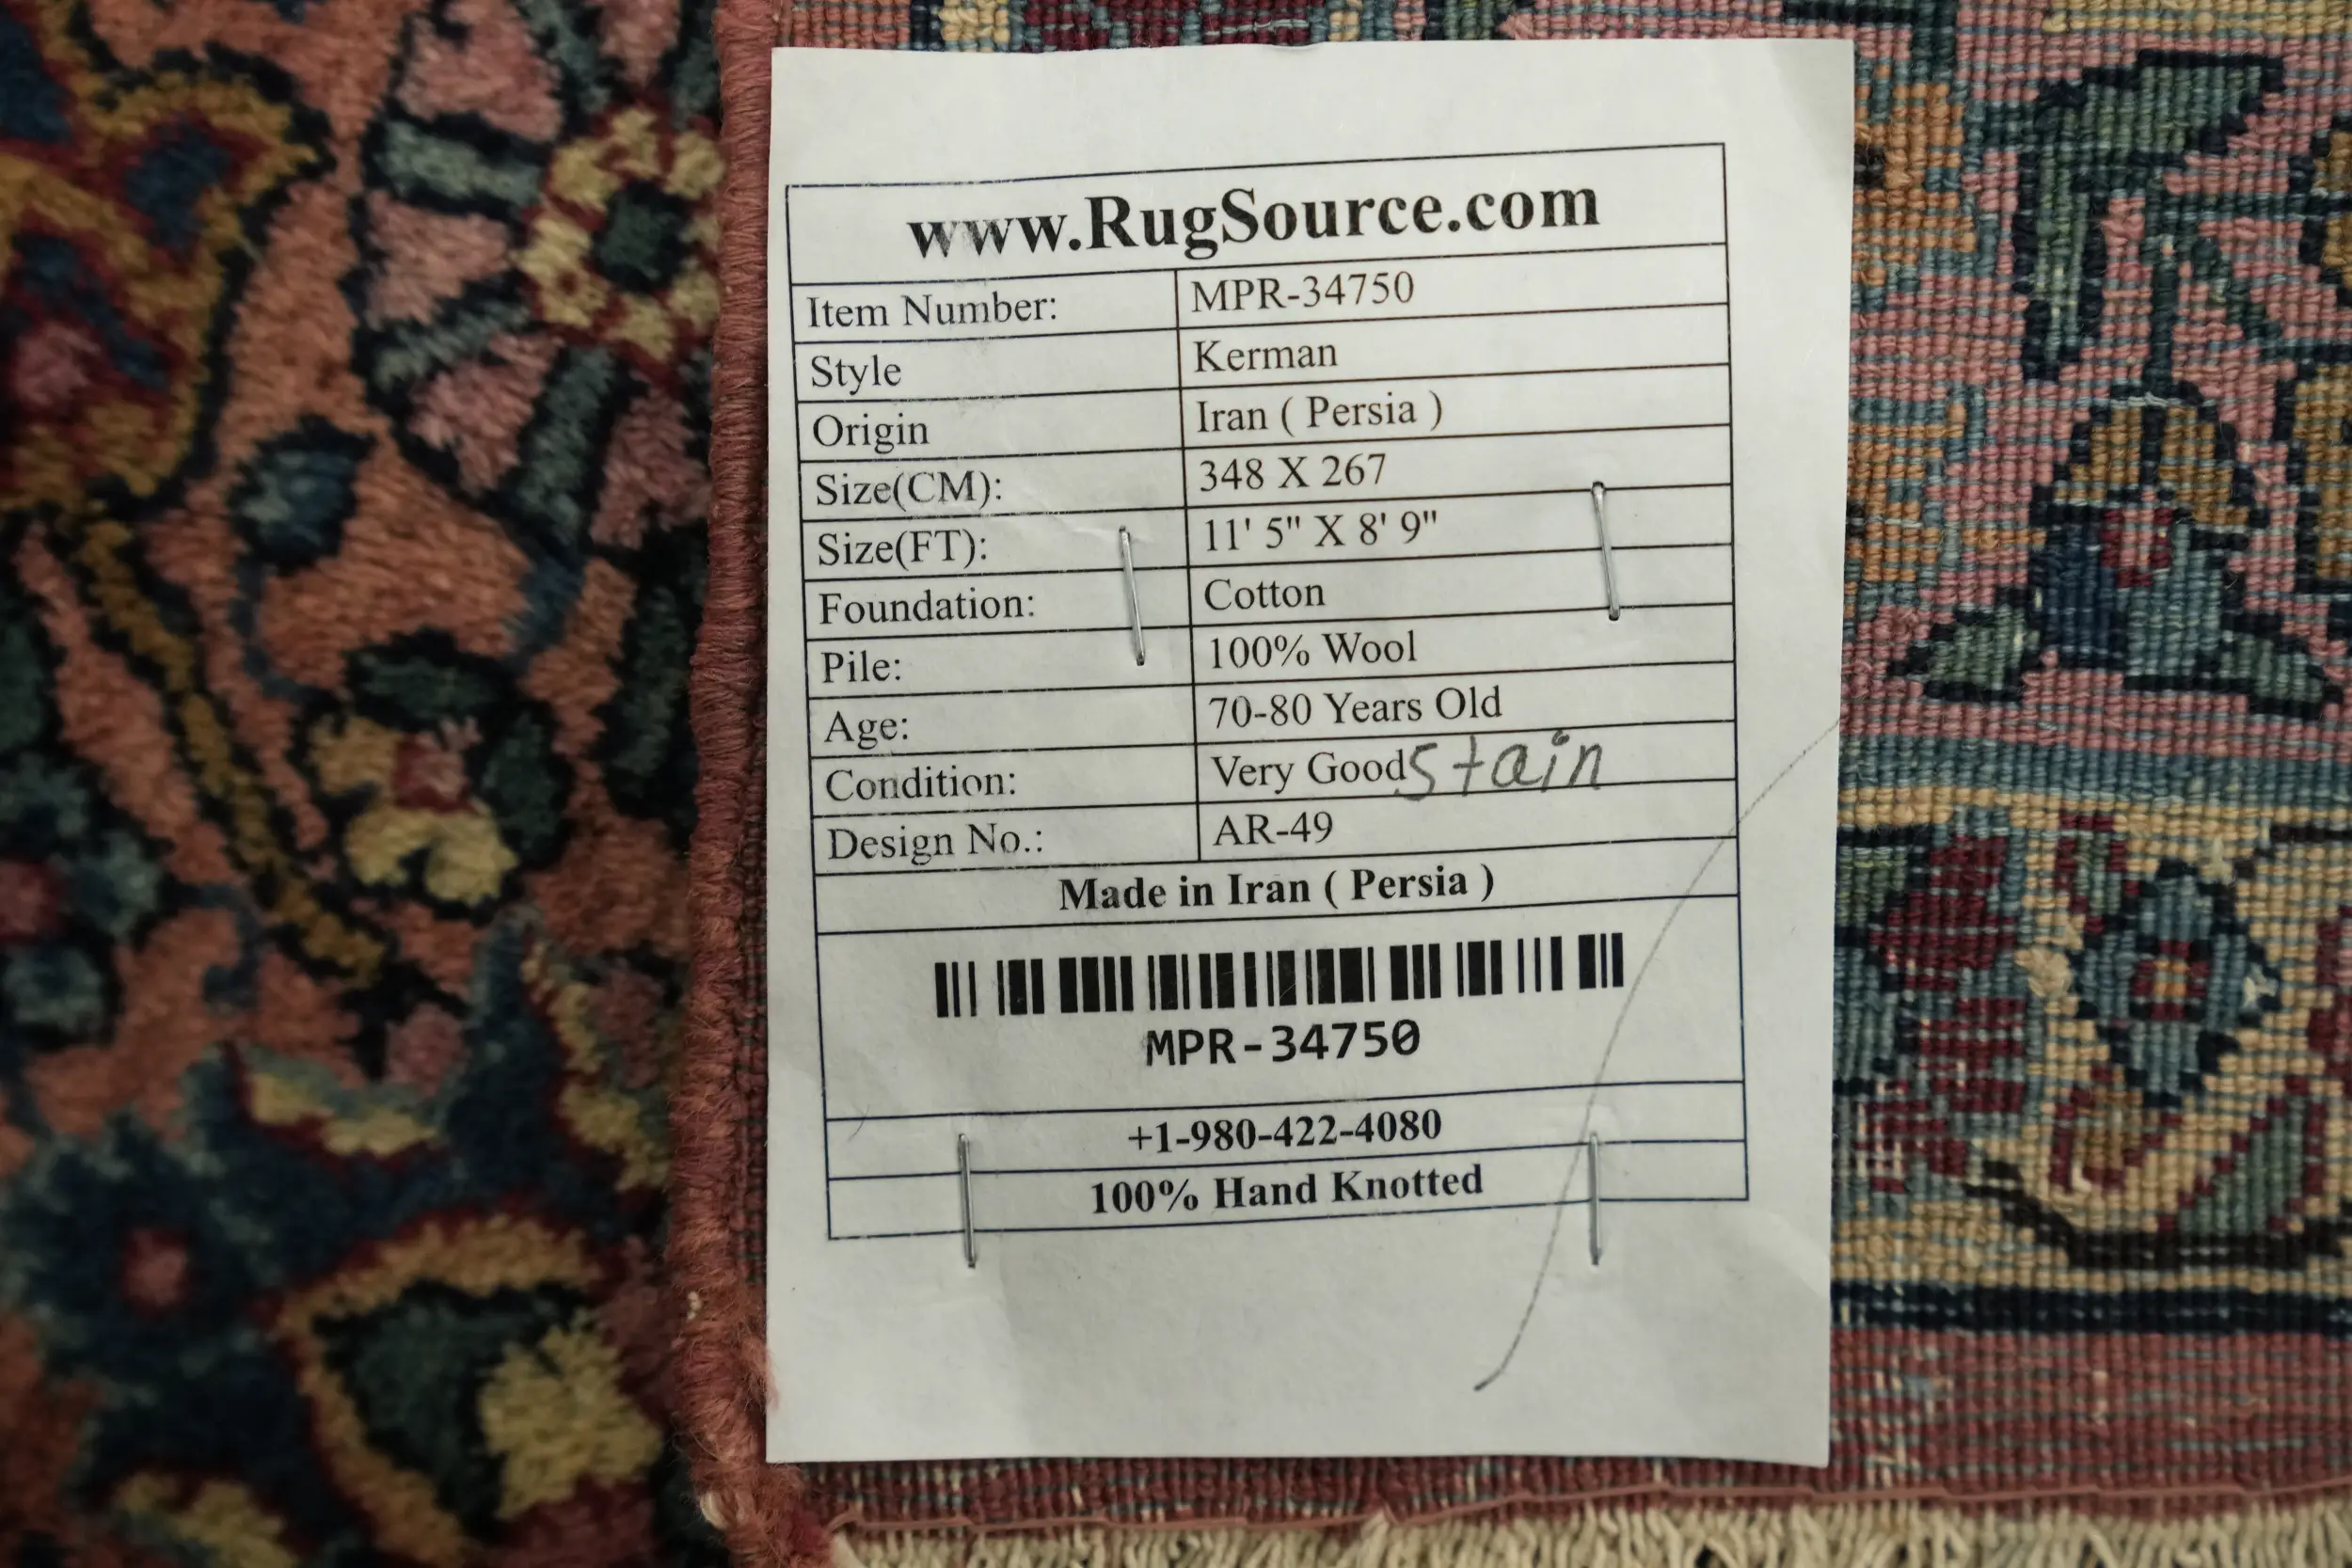 www.RugSource.com
Item Number: MPR-34750
Style Kerman
Origin Iran ( Persia )
Size(CM): 348 X 267
Size(FT): 11' 5" X 8' 9"
Foundation: Cotton
Pile: 100% Wool
Age: 70-80 Years Old
Condition: Very Good Stain
Design No.: AR-49
Made in Iran ( Persia )
MPR-34750
+1-980-422-4080
100% Hand Knotted